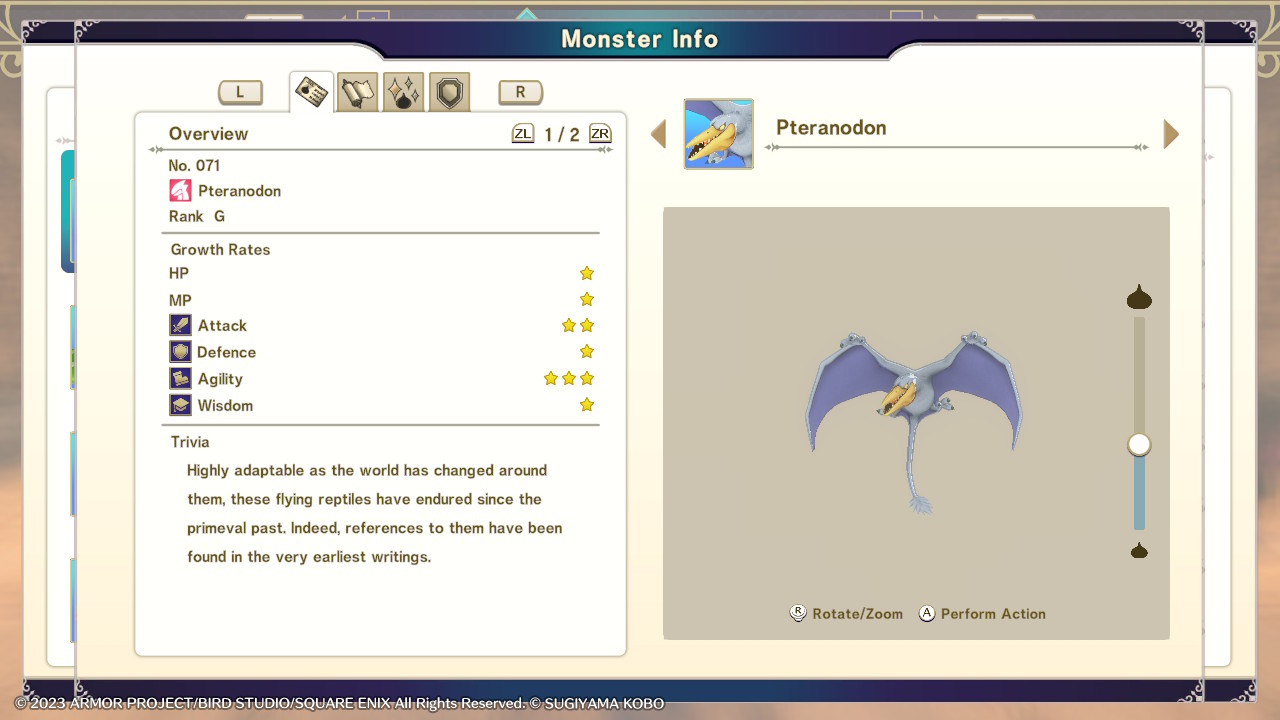 Monster Info
L
R
Overview
ZL 1 / 2 ZR
No. 071
Pteranodon
Rank G
Growth Rates
HP
MP
Attack
Defence
Agility
Wisdom
Trivia
Highly adaptable as the world has changed around
them, these flying reptiles have endured since the
primeval past. Indeed, references to them have been
found in the very earliest writings.
Pteranodon
R Rotate/Zoom A Perform Action
© 2023 ARMOR PROJECT/BIRD STUDIO/SQUARE ENIX All Rights Reserved. © SUGIYAMA KOBO